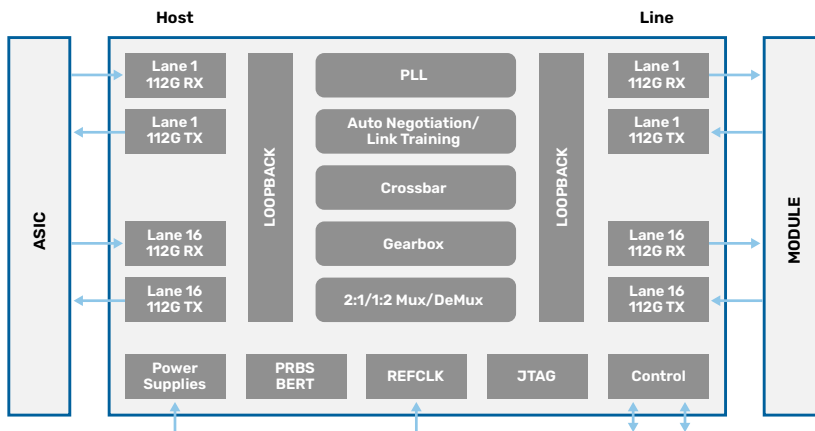 Host
Line
ASIC
Lane 1
112G RX
Lane 1
112G TX
Lane 16
112G RX
Lane 16
112G TX
LOOPBACK
PLL
Auto Negotiation/
Link Training
Crossbar
Gearbox
2:1/1:2 Mux/DeMux
LOOPBACK
Lane 1
112G RX
Lane 1
112G TX
Lane 16
112G RX
Lane 16
112G TX
MODULE
Power
Supplies
PRBS
BERT
REFCLK
JTAG
Control